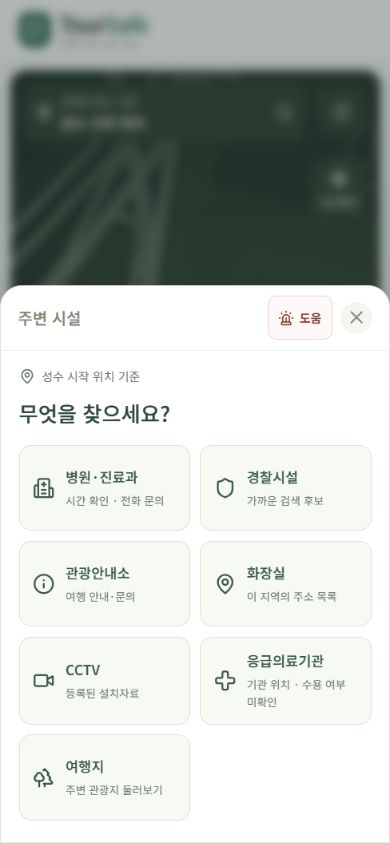 TourSafe
주변 시설
도움
성수 시작 위치 기준
무엇을 찾으세요?
병원·진료과
시간 확인 · 전화 문의
경찰시설
가까운 검색 후보
관광안내소
여행 안내·문의
화장실
이 지역의 주소 목록
CCTV
등록된 설치자료
응급의료기관
기관 위치 · 수용 여부
미확인
여행지
주변 관광지 둘러보기